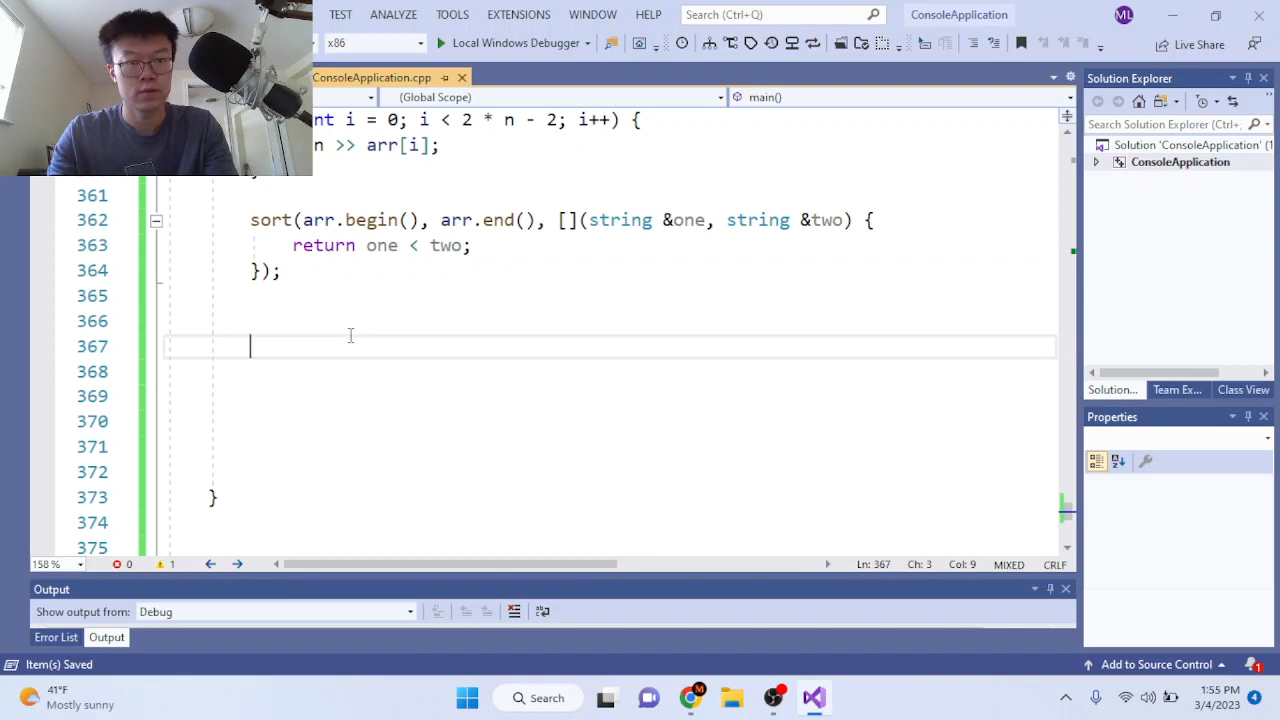 TEST ANALYZE TOOLS EXTENSIONS WINDOW HELP Search (Ctrl+Q) ConsoleApplication ML
x86 Local Windows Debugger Live Share
ConsoleApplication.cpp
(Global Scope) main()
nt i = 0; i < 2 * n - 2; i++) {
n >> arr[i];
361
362 sort(arr.begin(), arr.end(), [](string &one, string &two) {
363 return one < two;
364 });
365
366
367
368
369
370
371
372
373 }
374
375
158 % 0 1 Ln: 367 Ch: 3 Col: 9 MIXED CRLF
Output
Show output from: Debug
Error List Output
Solution Explorer
Search Solution Explorer (Ctrl+;
Solution 'ConsoleApplication' (1
ConsoleApplication
Solution... Team Ex... Class View
Properties
Item(s) Saved Add to Source Control 1
41°F
Mostly sunny
Search
M
1:55 PM
3/4/2023
4